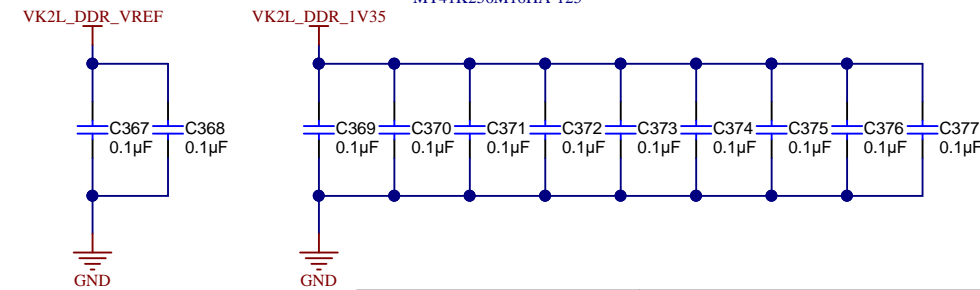 VK2L_DDR_VREF
VK2L_DDR_1V35
C367
0.1µF
C368
0.1µF
C369
0.1µF
C370
0.1µF
C371
0.1µF
C372
0.1µF
C373
0.1µF
C374
0.1µF
C375
0.1µF
C376
0.1µF
C377
0.1µF
GND
GND